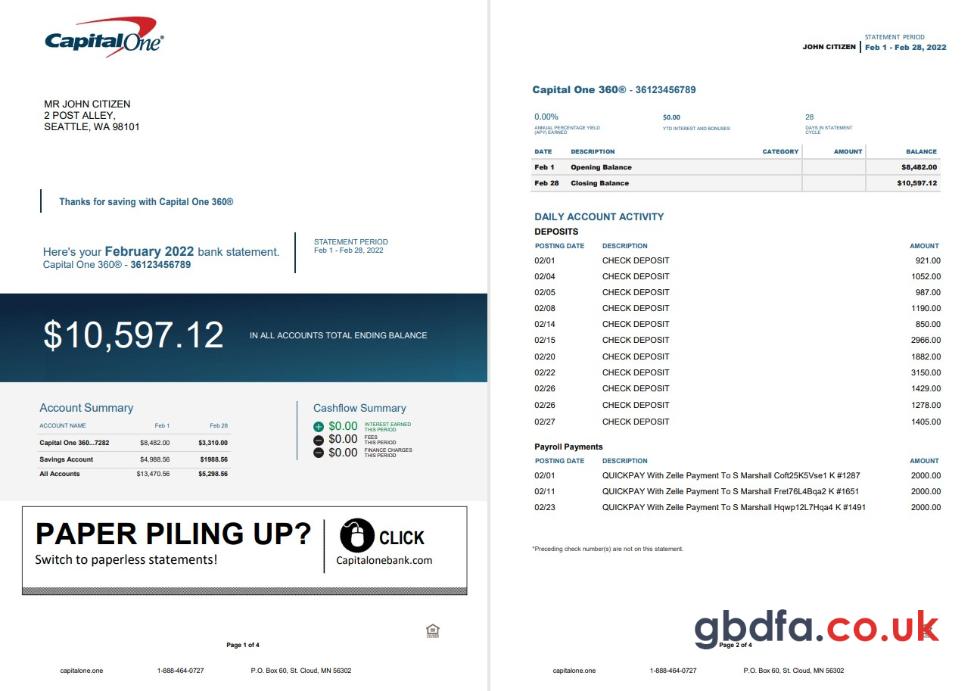 CapitalOne®
MR JOHN CITIZEN
2 POST ALLEY,
SEATTLE, WA 98101
Thanks for saving with Capital One 360®
Here's your February 2022 bank statement.
Capital One 360® - 36123456789
STATEMENT PERIOD
Feb 1 - Feb 28, 2022
$10,597.12 IN ALL ACCOUNTS TOTAL ENDING BALANCE
Account Summary
ACCOUNT NAME Feb 1 Feb 28
Capital One 360...7282 $8,482.00 $3,310.00
Savings Account $4,988.56 $1988.56
All Accounts $13,470.56 $5,298.56
Cashflow Summary
+ $0.00 INTEREST EARNED THIS PERIOD
- $0.00 FEES THIS PERIOD
- $0.00 FINANCE CHARGES THIS PERIOD
PAPER PILING UP?
Switch to paperless statements!
CLICK
Capitalonebank.com
Page 1 of 4
capitalone.one 1-888-464-0727 P.O. Box 60, St. Cloud, MN 56302
JOHN CITIZEN
STATEMENT PERIOD
Feb 1 - Feb 28, 2022
Capital One 360® - 36123456789
0.00% $0.00 28
ANNUAL PERCENTAGE YIELD (APY) EARNED YTD INTEREST AND BONUSES DAYS IN STATEMENT CYCLE
DATE DESCRIPTION CATEGORY AMOUNT BALANCE
Feb 1 Opening Balance $8,482.00
Feb 28 Closing Balance $10,597.12
DAILY ACCOUNT ACTIVITY
DEPOSITS
POSTING DATE DESCRIPTION AMOUNT
02/01 CHECK DEPOSIT 921.00
02/04 CHECK DEPOSIT 1052.00
02/05 CHECK DEPOSIT 987.00
02/08 CHECK DEPOSIT 1190.00
02/14 CHECK DEPOSIT 850.00
02/15 CHECK DEPOSIT 2966.00
02/20 CHECK DEPOSIT 1882.00
02/22 CHECK DEPOSIT 3150.00
02/26 CHECK DEPOSIT 1429.00
02/26 CHECK DEPOSIT 1278.00
02/27 CHECK DEPOSIT 1405.00
Payroll Payments
POSTING DATE DESCRIPTION AMOUNT
02/01 QUICKPAY With Zelle Payment To S Marshall Coft25K5Vse1 K #1287 2000.00
02/11 QUICKPAY With Zelle Payment To S Marshall Fret76L4Bqa2 K #1651 2000.00
02/23 QUICKPAY With Zelle Payment To S Marshall Hqwp12L7Hqa4 K #1491 2000.00
*Preceding check number(s) are not on this statement.
gbdfa.co.uk
Page 2 of 4
capitalone.one 1-888-464-0727 P.O. Box 60, St. Cloud, MN 56302